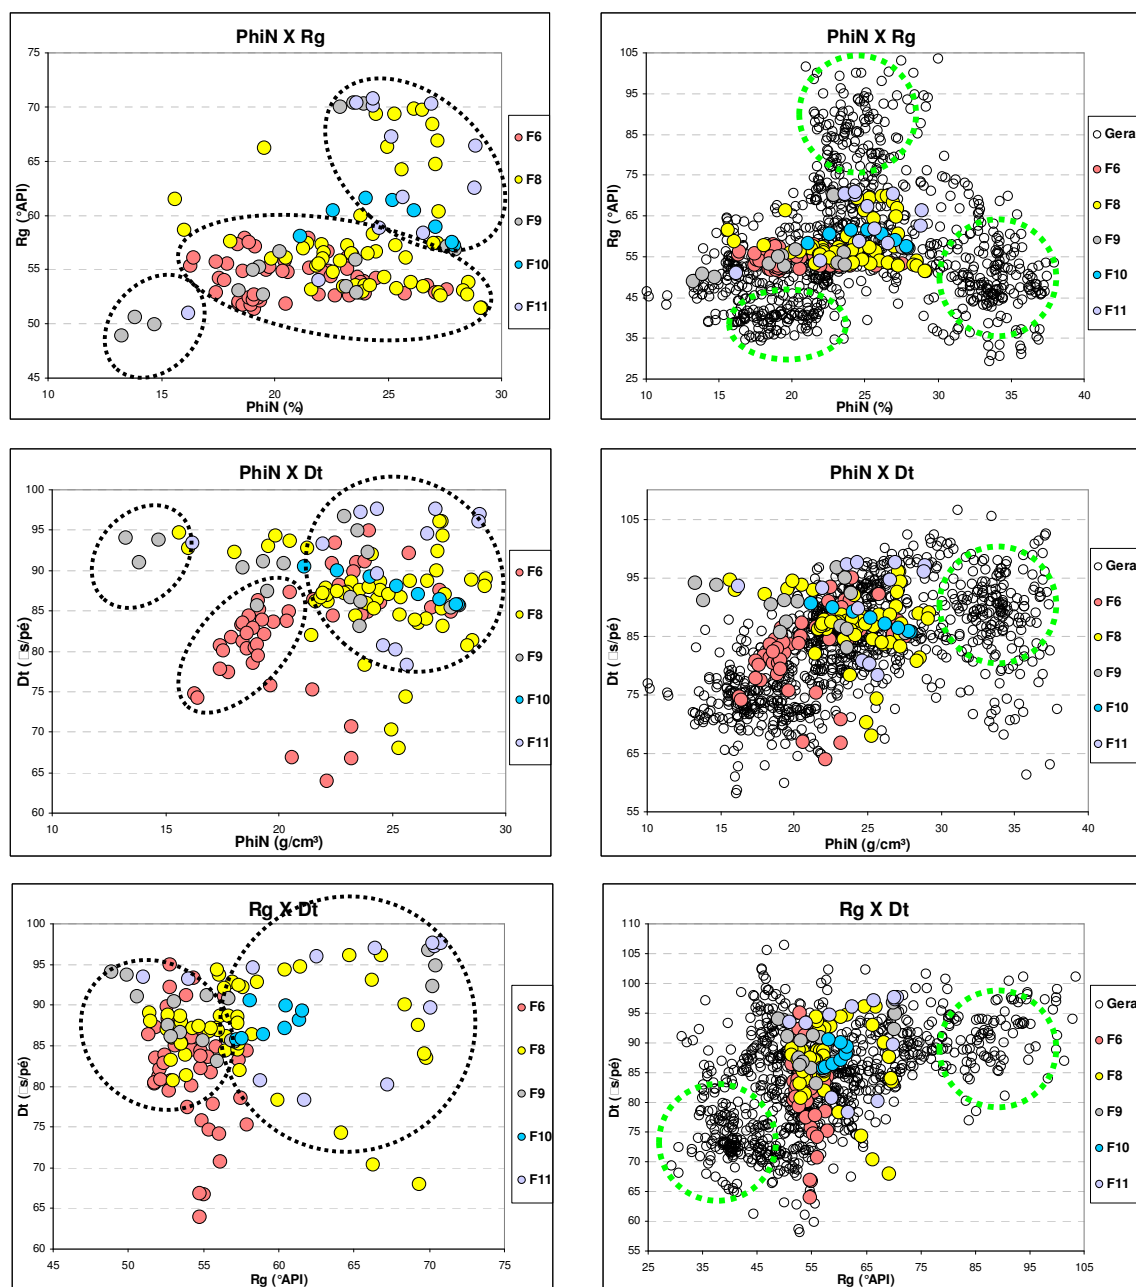 PhiN X Rg
75
70
65
60
55
50
45
Rg (°API)
10 15 20 25 30
PhiN (%)
F6
F8
F9
F10
F11
PhiN X Rg
105
95
85
75
65
55
45
35
25
Rg (°API)
10 15 20 25 30 35 40
PhiN (%)
Gera
F6
F8
F9
F10
F11
PhiN X Dt
100
95
90
85
80
75
70
65
60
Dt (□s/pé)
10 15 20 25 30
PhiN (g/cm³)
F6
F8
F9
F10
F11
PhiN X Dt
105
95
85
75
65
55
Dt (□s/pé)
10 15 20 25 30 35 40
PhiN (g/cm³)
Gera
F6
F8
F9
F10
F11
Rg X Dt
100
95
90
85
80
75
70
65
60
Dt (□s/pé)
45 50 55 60 65 70 75
Rg (°API)
F6
F8
F9
F10
F11
Rg X Dt
110
105
100
95
90
85
80
75
70
65
60
55
Dt (□s/pé)
25 35 45 55 65 75 85 95 105
Rg (°API)
Gera
F6
F8
F9
F10
F11